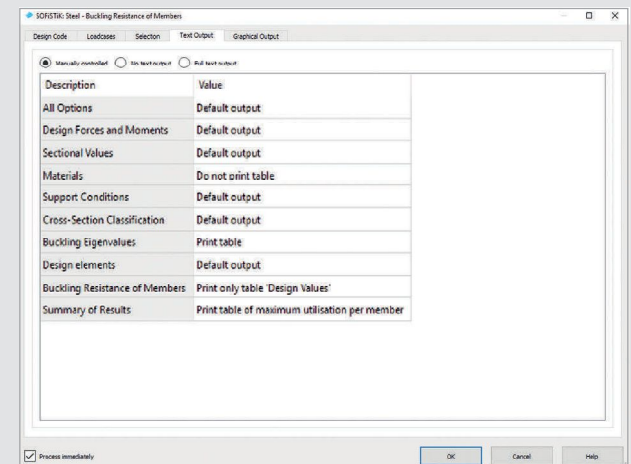 SOFiSTiK: Steel - Buckling Resistance of Members
Design Code Loadcases Selection Text Output Graphical Output
Manually controlled No text output Full text output
Description Value
All Options Default output
Design Forces and Moments Default output
Sectional Values Default output
Materials Do not print table
Support Conditions Default output
Cross-Section Classification Default output
Buckling Eigenvalues Print table
Design elements Default output
Buckling Resistance of Members Print only table 'Design Values'
Summary of Results Print table of maximum utilisation per member
Process immediately OK Cancel Help